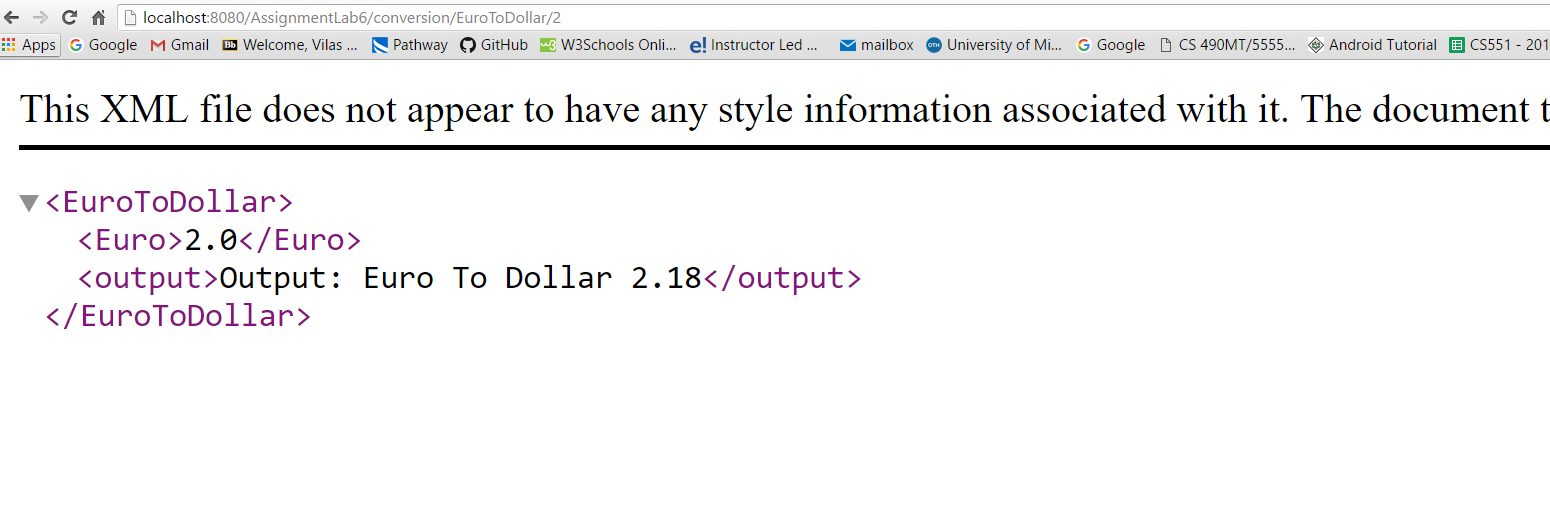 localhost:8080/AssignmentLab6/conversion/EuroToDollar/2
Apps Google Gmail Bb Welcome, Vilas ... Pathway GitHub w3 W3Schools Onli... e! Instructor Led ... mailbox OTH University of Mi... Google CS 490MT/5555... Android Tutorial CS551 - 201
This XML file does not appear to have any style information associated with it. The document t
<EuroToDollar>
<Euro>2.0</Euro>
<output>Output: Euro To Dollar 2.18</output>
</EuroToDollar>